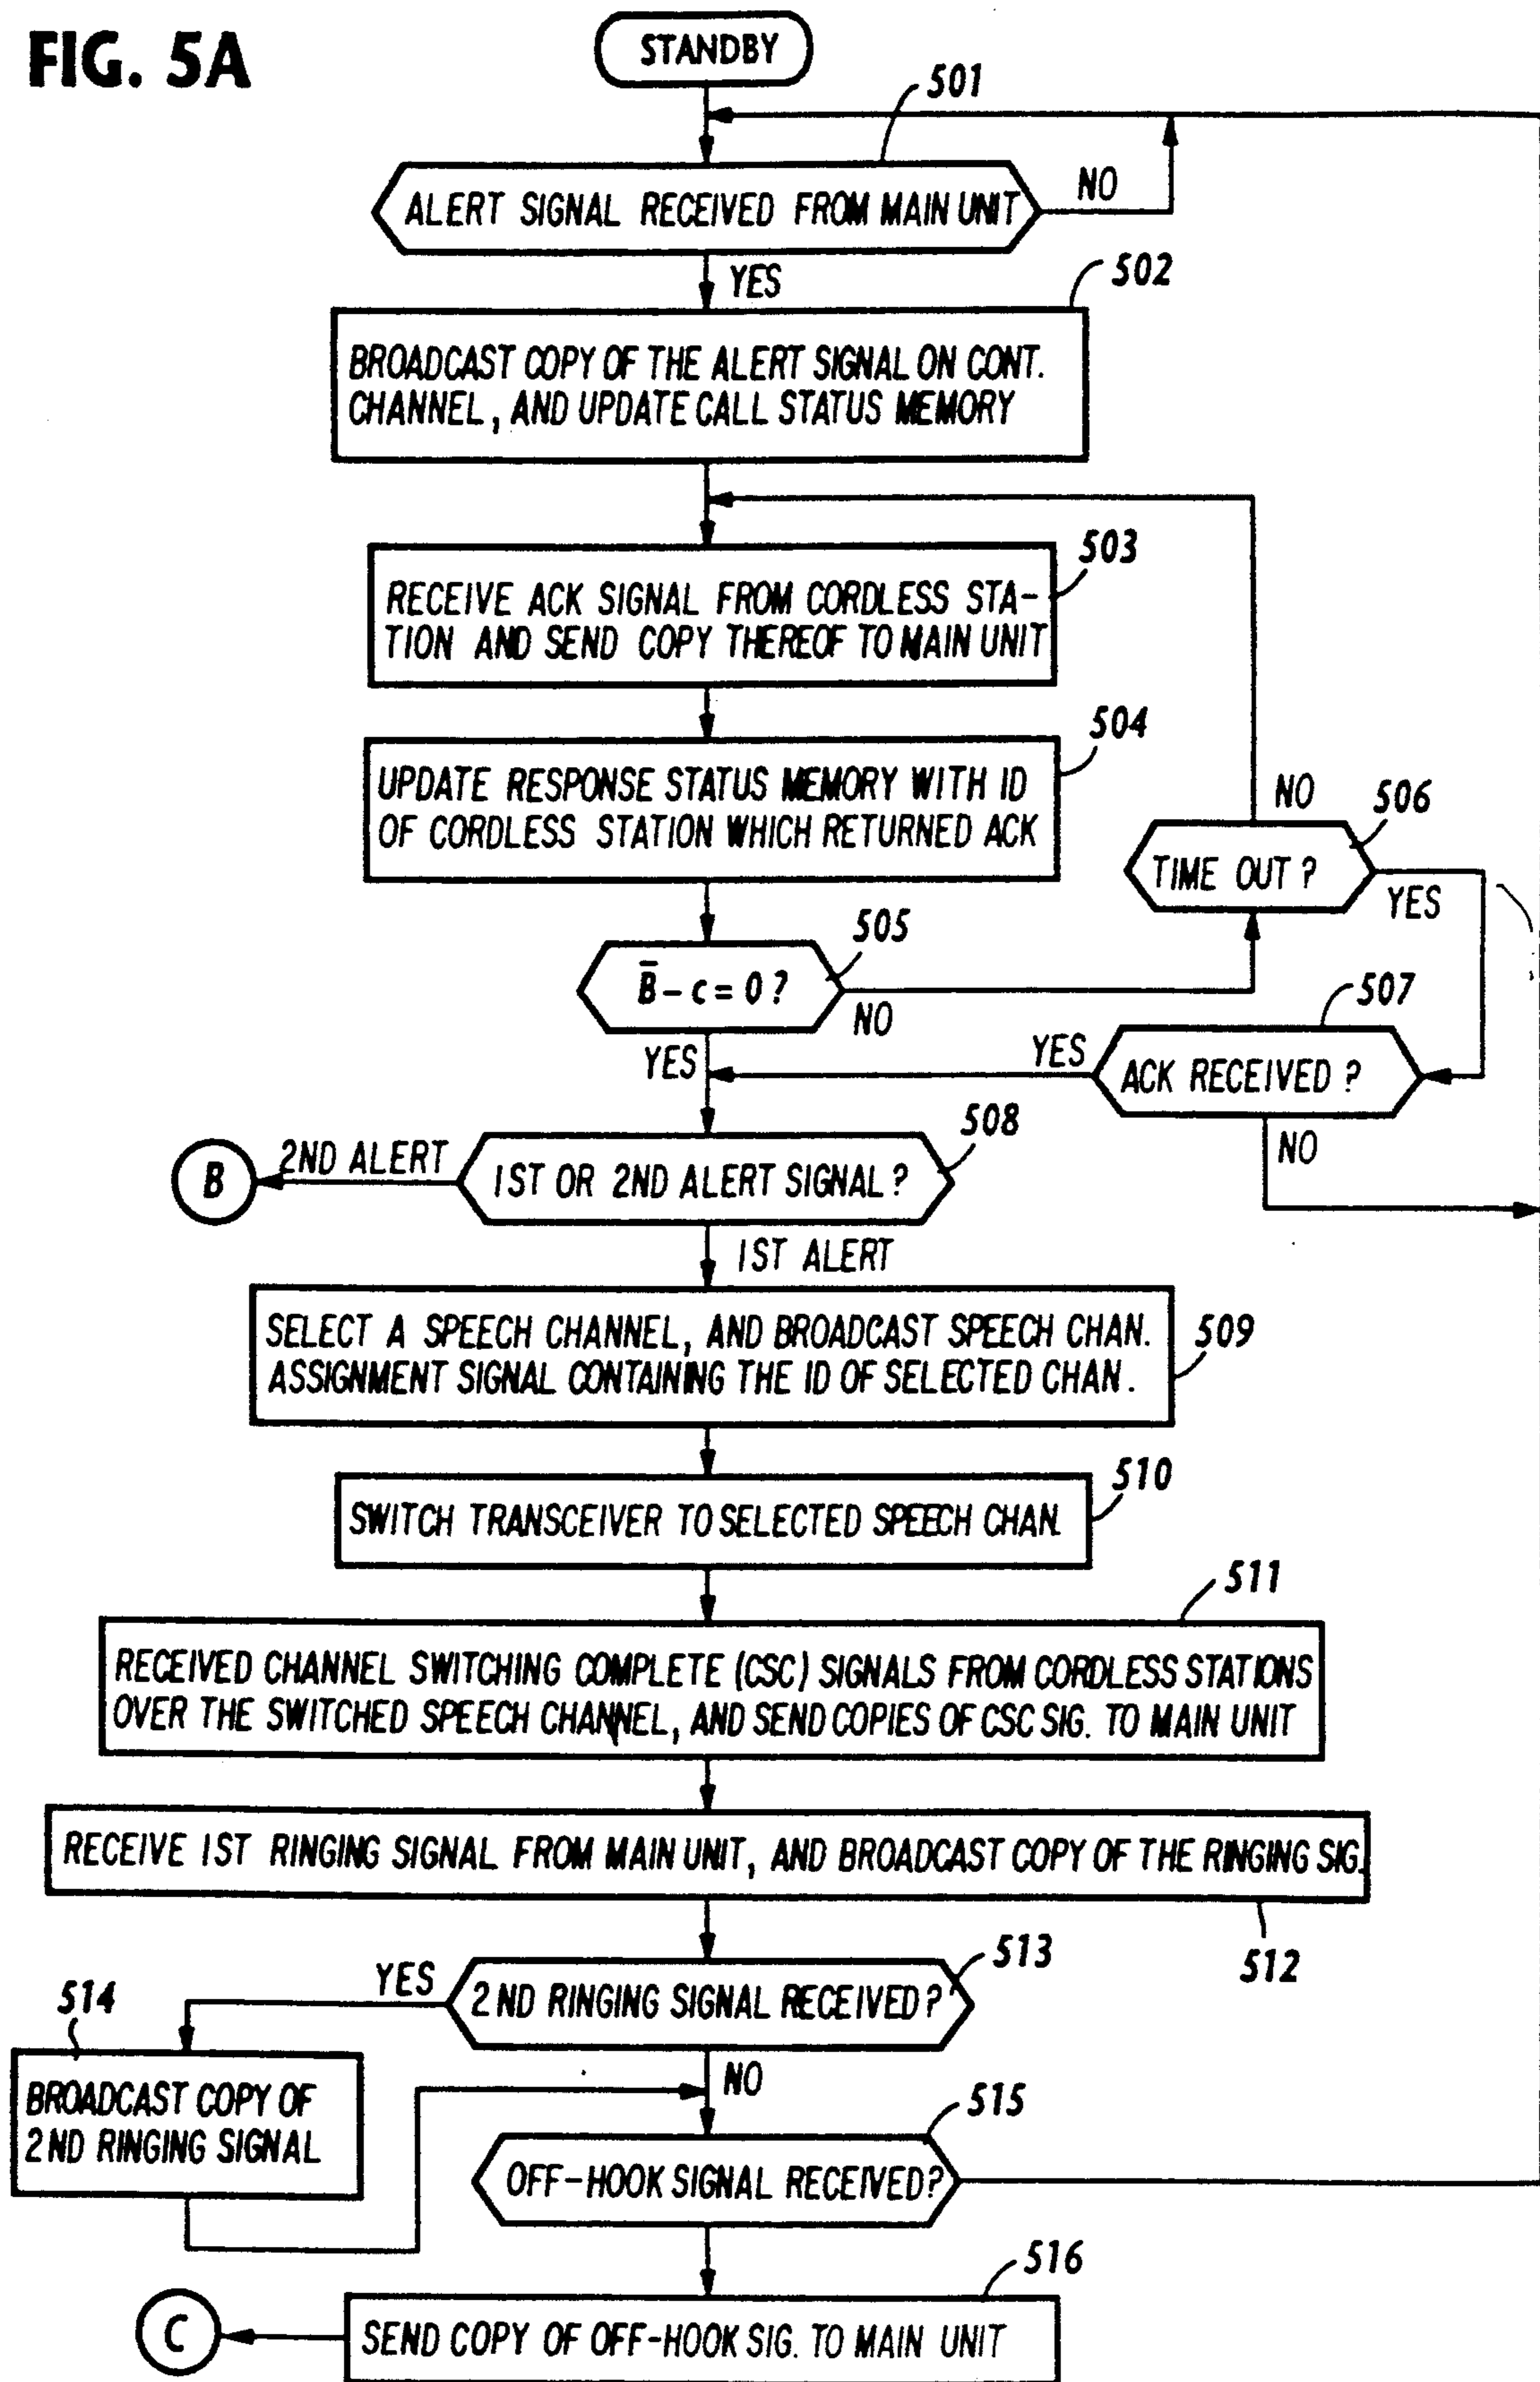 FIG. 5A
STANDBY
501
ALERT SIGNAL RECEIVED FROM MAIN UNIT
NO
YES
502
BROADCAST COPY OF THE ALERT SIGNAL ON CONT.
CHANNEL, AND UPDATE CALL STATUS MEMORY
503
RECEIVE ACK SIGNAL FROM CORDLESS STA-
TION AND SEND COPY THEREOF TO MAIN UNIT
504
UPDATE RESPONSE STATUS MEMORY WITH ID
OF CORDLESS STATION WHICH RETURNED ACK
NO
506
TIME OUT?
YES
505
B̄ - c = 0?
NO
YES
507
YES
ACK RECEIVED?
NO
508
B
2ND ALERT
1ST OR 2ND ALERT SIGNAL?
1ST ALERT
SELECT A SPEECH CHANNEL, AND BROADCAST SPEECH CHAN.
ASSIGNMENT SIGNAL CONTAINING THE ID OF SELECTED CHAN.
509
510
SWITCH TRANSCEIVER TO SELECTED SPEECH CHAN.
511
RECEIVED CHANNEL SWITCHING COMPLETE (CSC) SIGNALS FROM CORDLESS STATIONS
OVER THE SWITCHED SPEECH CHANNEL, AND SEND COPIES OF CSC SIG. TO MAIN UNIT
RECEIVE 1ST RINGING SIGNAL FROM MAIN UNIT, AND BROADCAST COPY OF THE RINGING SIG.
512
513
YES
2ND RINGING SIGNAL RECEIVED?
514
NO
BROADCAST COPY OF
2ND RINGING SIGNAL
515
OFF-HOOK SIGNAL RECEIVED?
516
C
SEND COPY OF OFF-HOOK SIG. TO MAIN UNIT